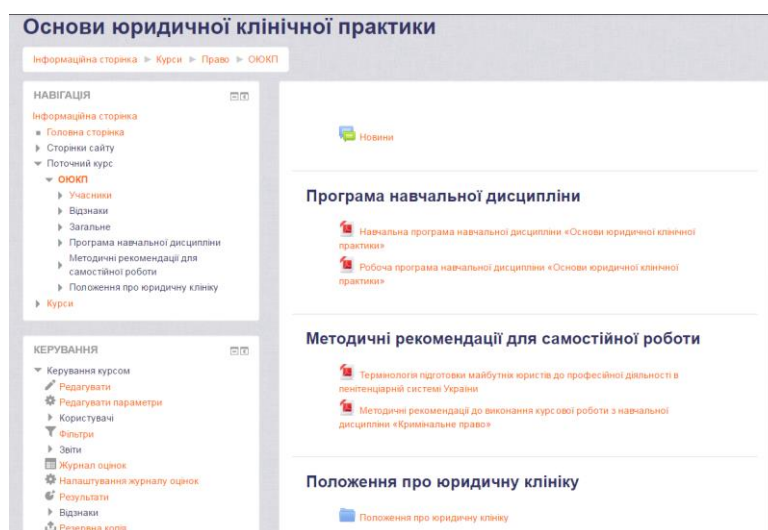 Основи юридичної клінічної практики
Інформаційна сторінка ► Курси ► Право ► ОЮКП
НАВІГАЦІЯ
Інформаційна сторінка
Головна сторінка
Сторінки сайту
Поточний курс
ОЮКП
Учасники
Відзнаки
Загальне
Програма навчальної дисципліни
Методичні рекомендації для
самостійної роботи
Положення про юридичну клініку
Курси
КЕРУВАННЯ
Керування курсом
Редагувати
Редагувати параметри
Користувачі
Фільтри
Звіти
Журнал оцінок
Налаштування журналу оцінок
Результати
Відзнаки
Резервна копія
Новини
Програма навчальної дисципліни
Навчальна програма навчальної дисципліни «Основи юридичної клінічної
практики»
Робоча програма навчальної дисципліни «Основи юридичної клінічної
практики»
Методичні рекомендації для самостійної роботи
Термінологія підготовки майбутніх юристів до професійної діяльності в
пенітенціарній системі України
Методичні рекомендації до виконання курсової роботи з навчальної
дисципліни «Кримінальне право»
Положення про юридичну клініку
Положення про юридичну клініку